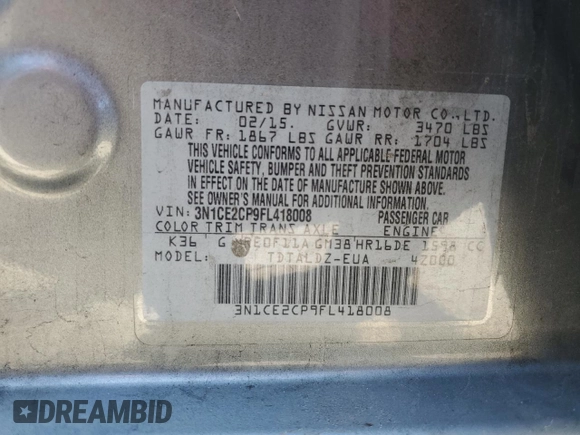 MANUFACTURED BY NISSAN MOTOR CO.,LTD.
DATE: 02/15. GVWR: 3470 LBS
GAWR FR: 1867 LBS GAWR RR: 1704 LBS
THIS VEHICLE CONFORMS TO ALL APPLICABLE FEDERAL MOTOR
VEHICLE SAFETY, BUMPER AND THEFT PREVENTION STANDARDS
IN EFFECT ON THE DATE OF MANUFACTURE SHOWN ABOVE.
SEE OWNER'S MANUAL FOR ADDITIONAL INFORMATION.
VIN: 3N1CE2CP9FL418008 PASSENGER CAR
COLOR TRIM TRANS AXLE ENGINE
K36 G RE0F11A GM38 HR16DE 1598 CC
MODEL: TDTALDZ-EUA 42000
3N1CE2CP9FL418008
DREAMBID